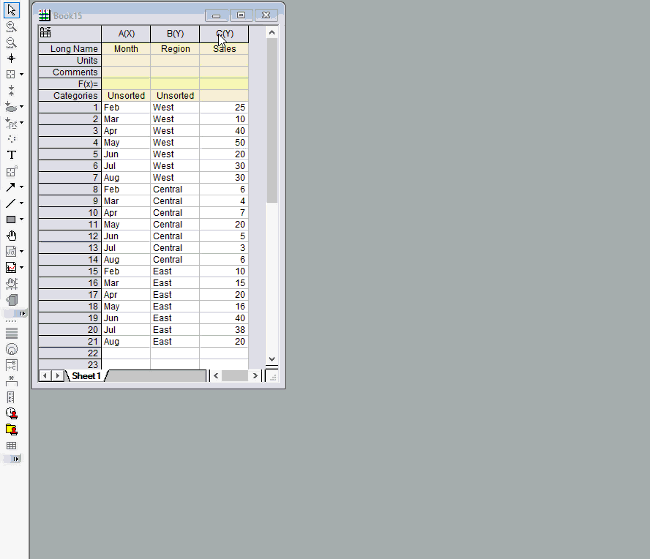 Book15
A(X) B(Y) C(Y)
Long Name Month Region Sales
Units
Comments
F(x)=
Categories Unsorted Unsorted
1 Feb West 25
2 Mar West 10
3 Apr West 40
4 May West 50
5 Jun West 20
6 Jul West 30
7 Aug West 30
8 Feb Central 6
9 Mar Central 4
10 Apr Central 7
11 May Central 20
12 Jun Central 5
13 Jul Central 3
14 Aug Central 6
15 Feb East 10
16 Mar East 15
17 Apr East 20
18 May East 16
19 Jun East 40
20 Jul East 38
21 Aug East 20
22
23
Sheet1
T